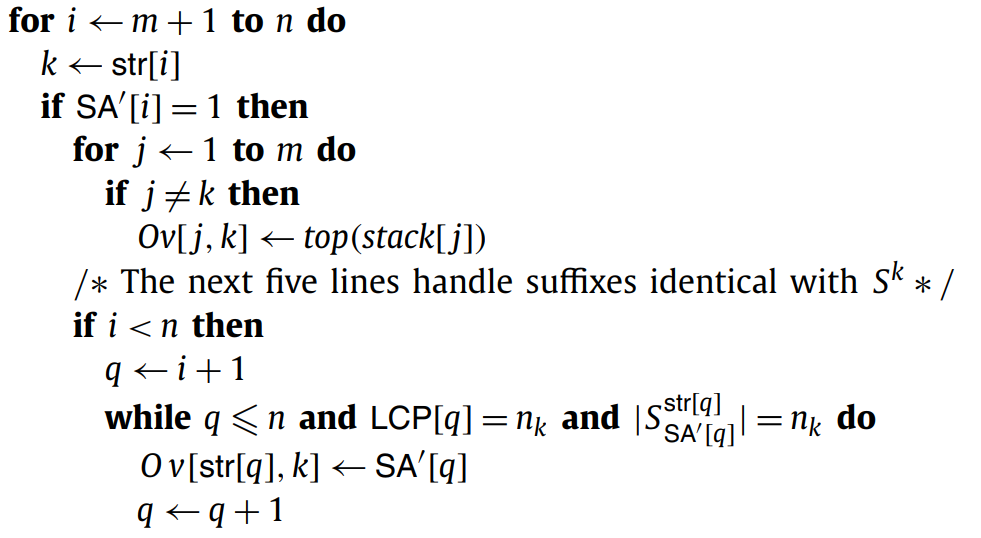 for i ← m + 1 to n do
k ← str[i]
if SA′[i] = 1 then
for j ← 1 to m do
if j ≠ k then
Ov[j, k] ← top(stack[j])
/∗ The next five lines handle suffixes identical with S^k ∗ /
if i < n then
q ← i + 1
while q ⩽ n and LCP[q] = n_k and |S^{str[q]}_{SA′[q]}| = n_k do
Ov[str[q], k] ← SA′[q]
q ← q + 1